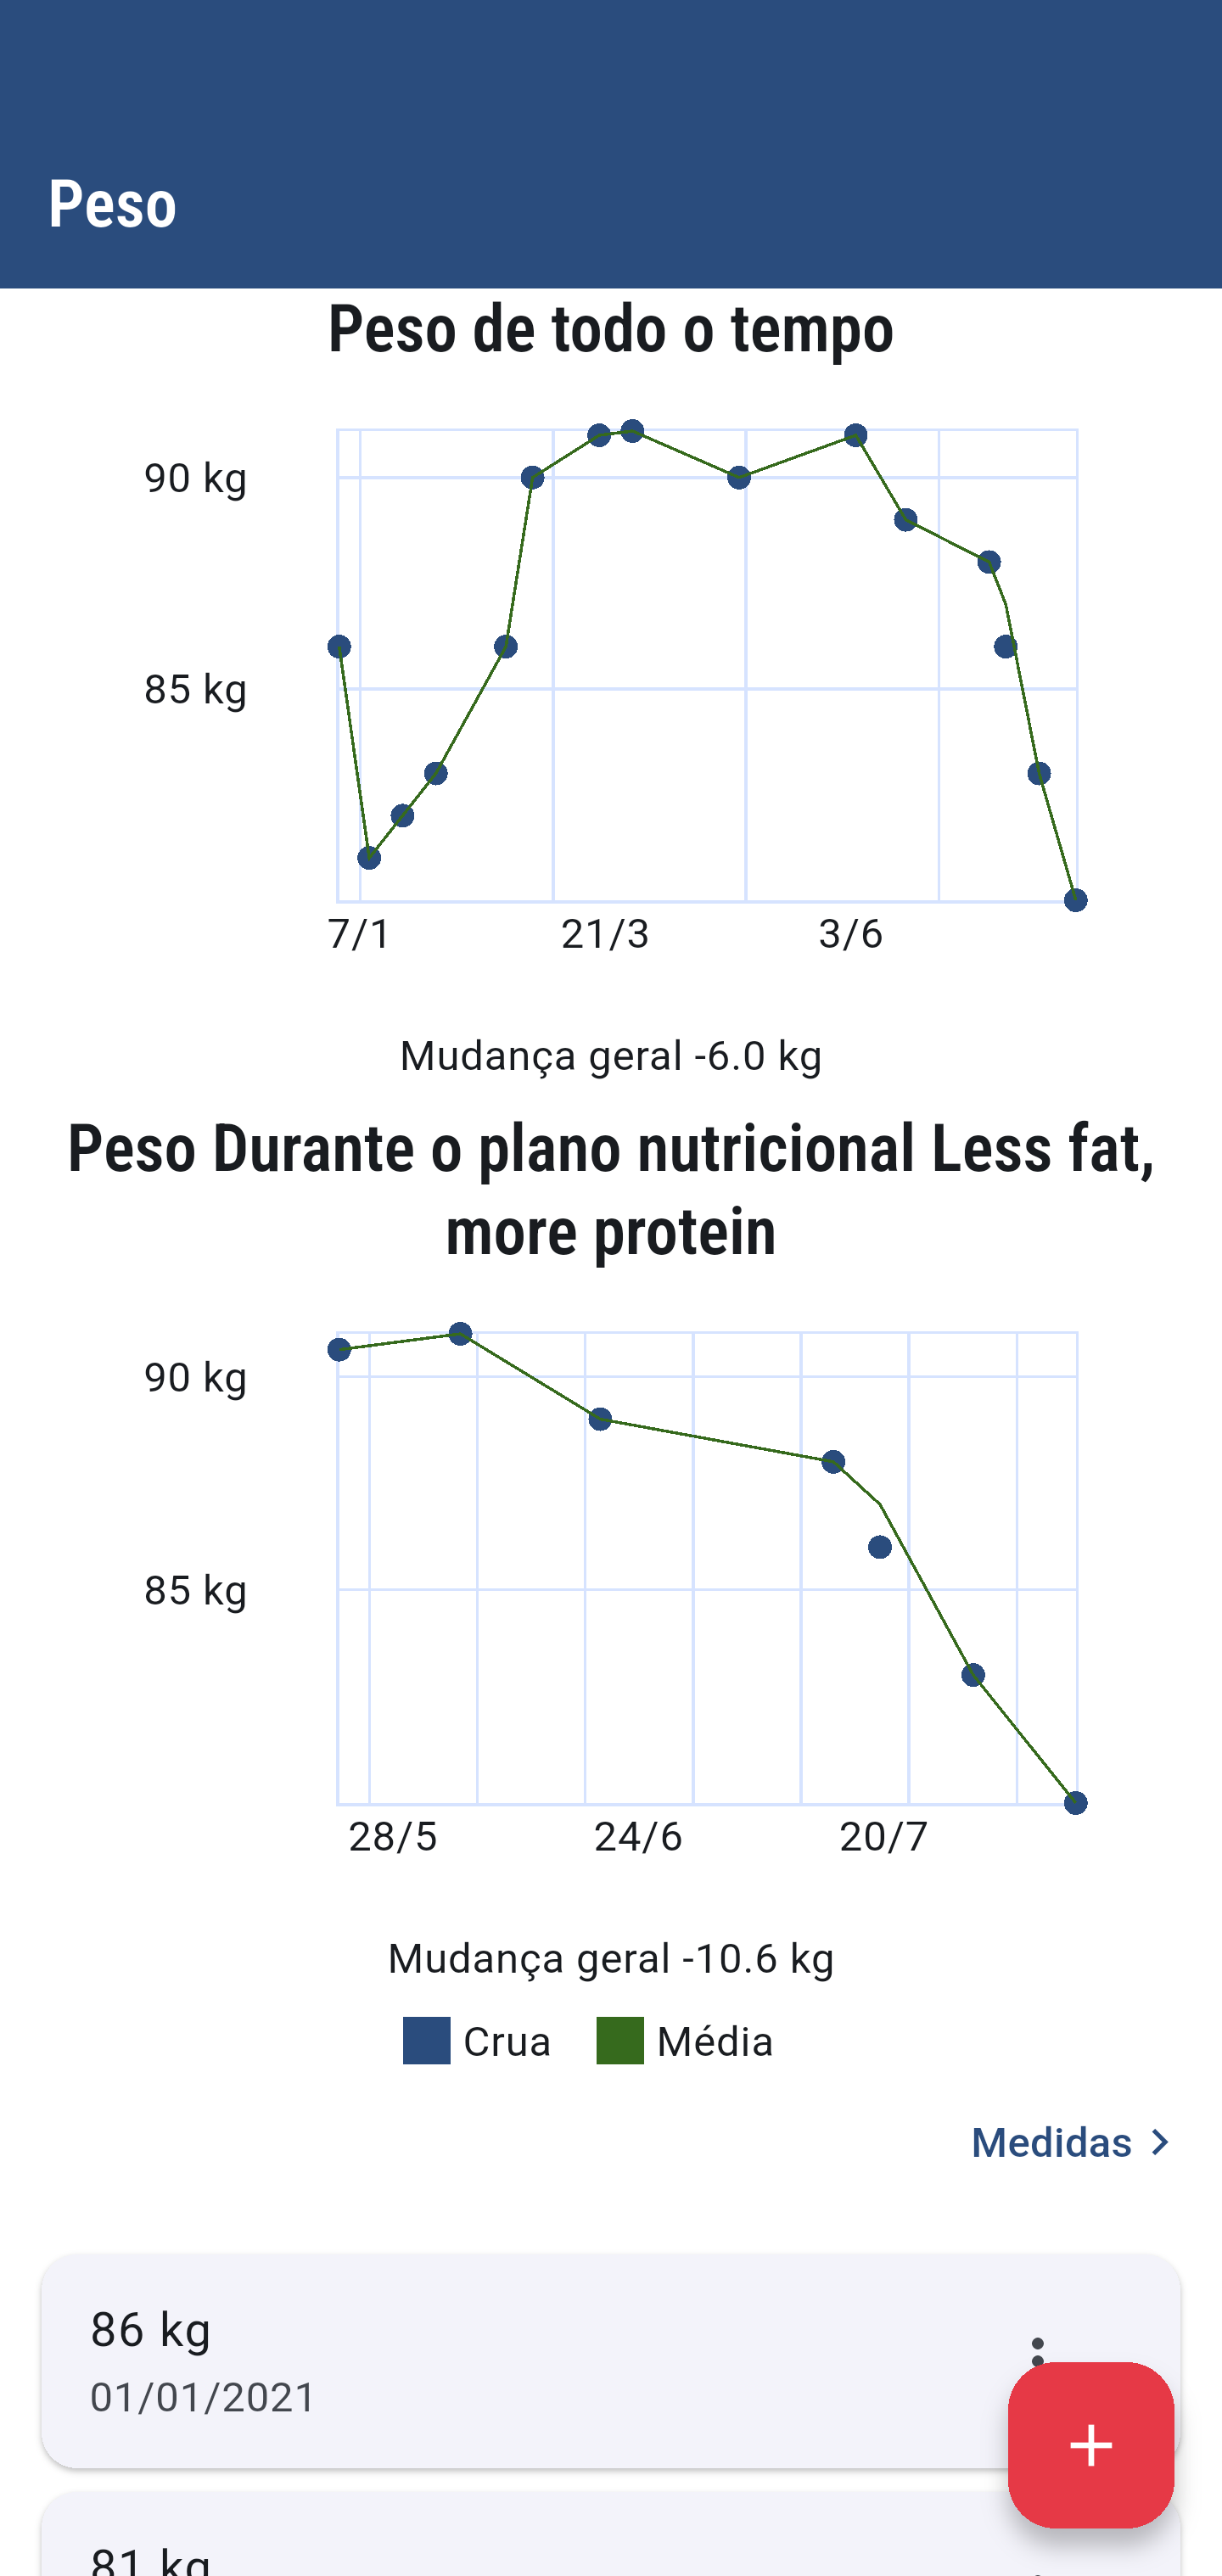 Peso
Peso de todo o tempo
90 kg
85 kg
7/1 21/3 3/6
Mudança geral -6.0 kg
Peso Durante o plano nutricional Less fat,
more protein
90 kg
85 kg
28/5 24/6 20/7
Mudança geral -10.6 kg
Crua Média
Medidas
86 kg
01/01/2021
81 kg